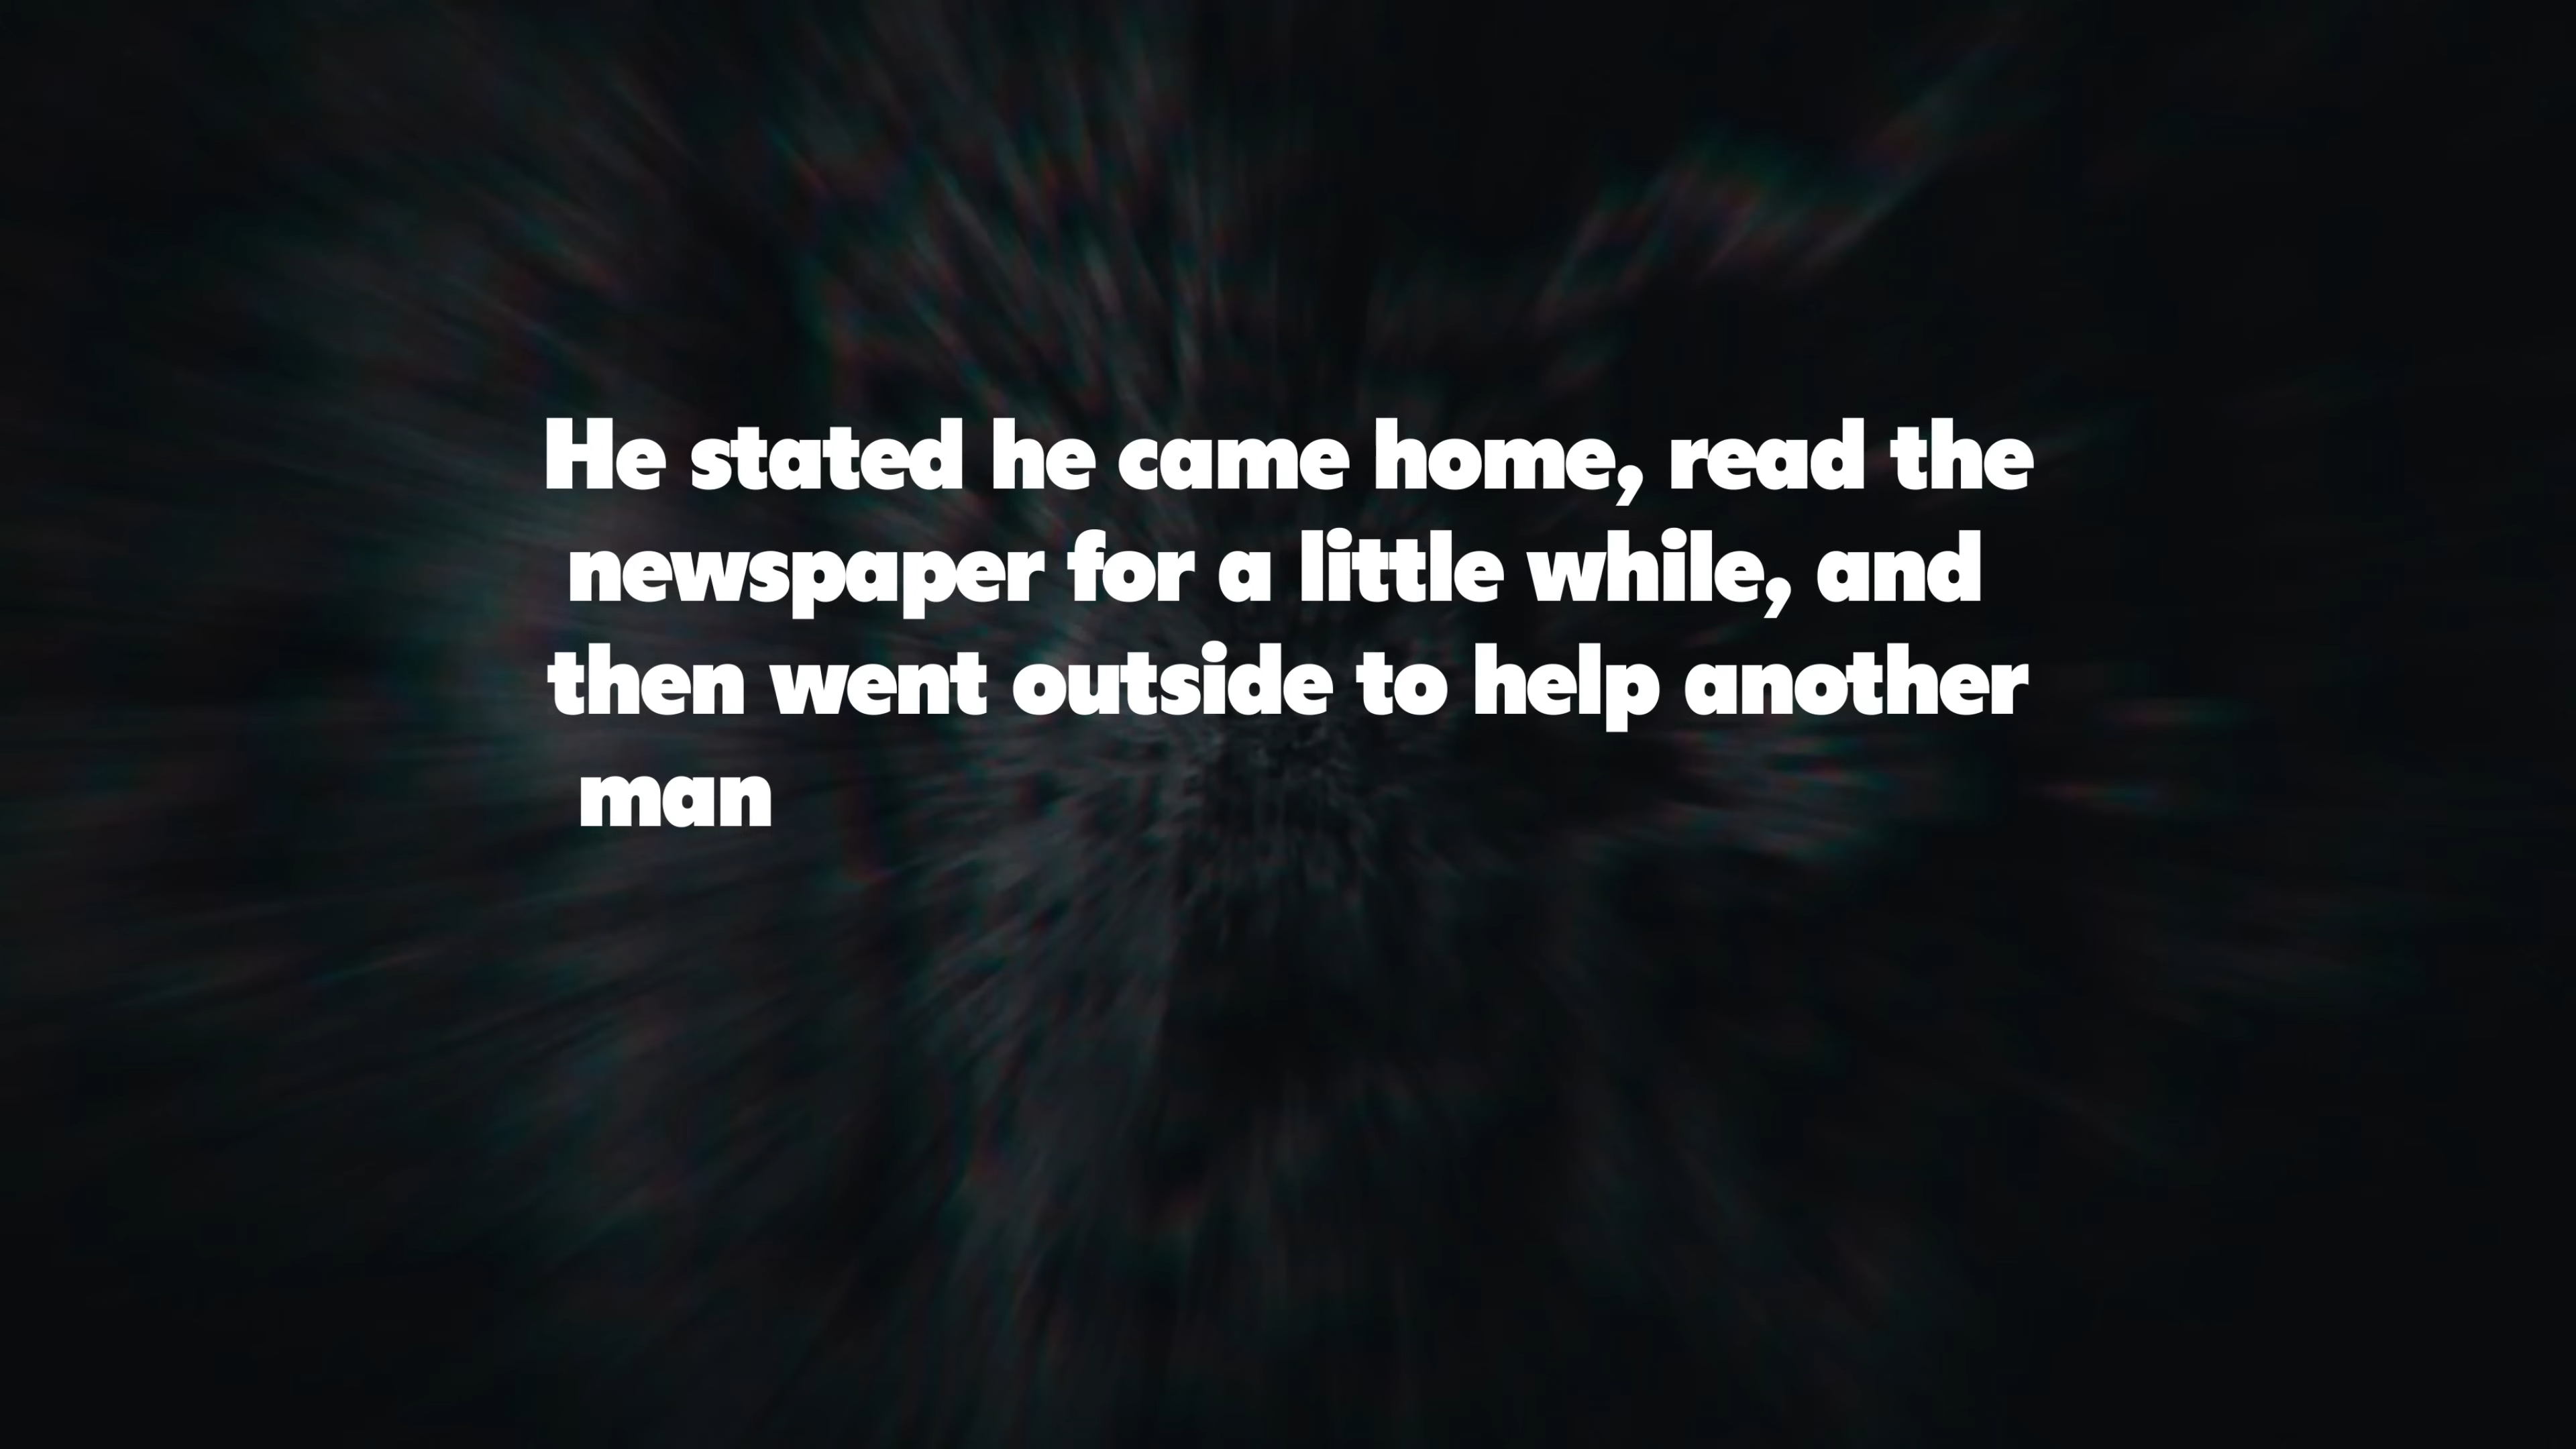 He stated he came home, read the
newspaper for a little while, and
then went outside to help another
man